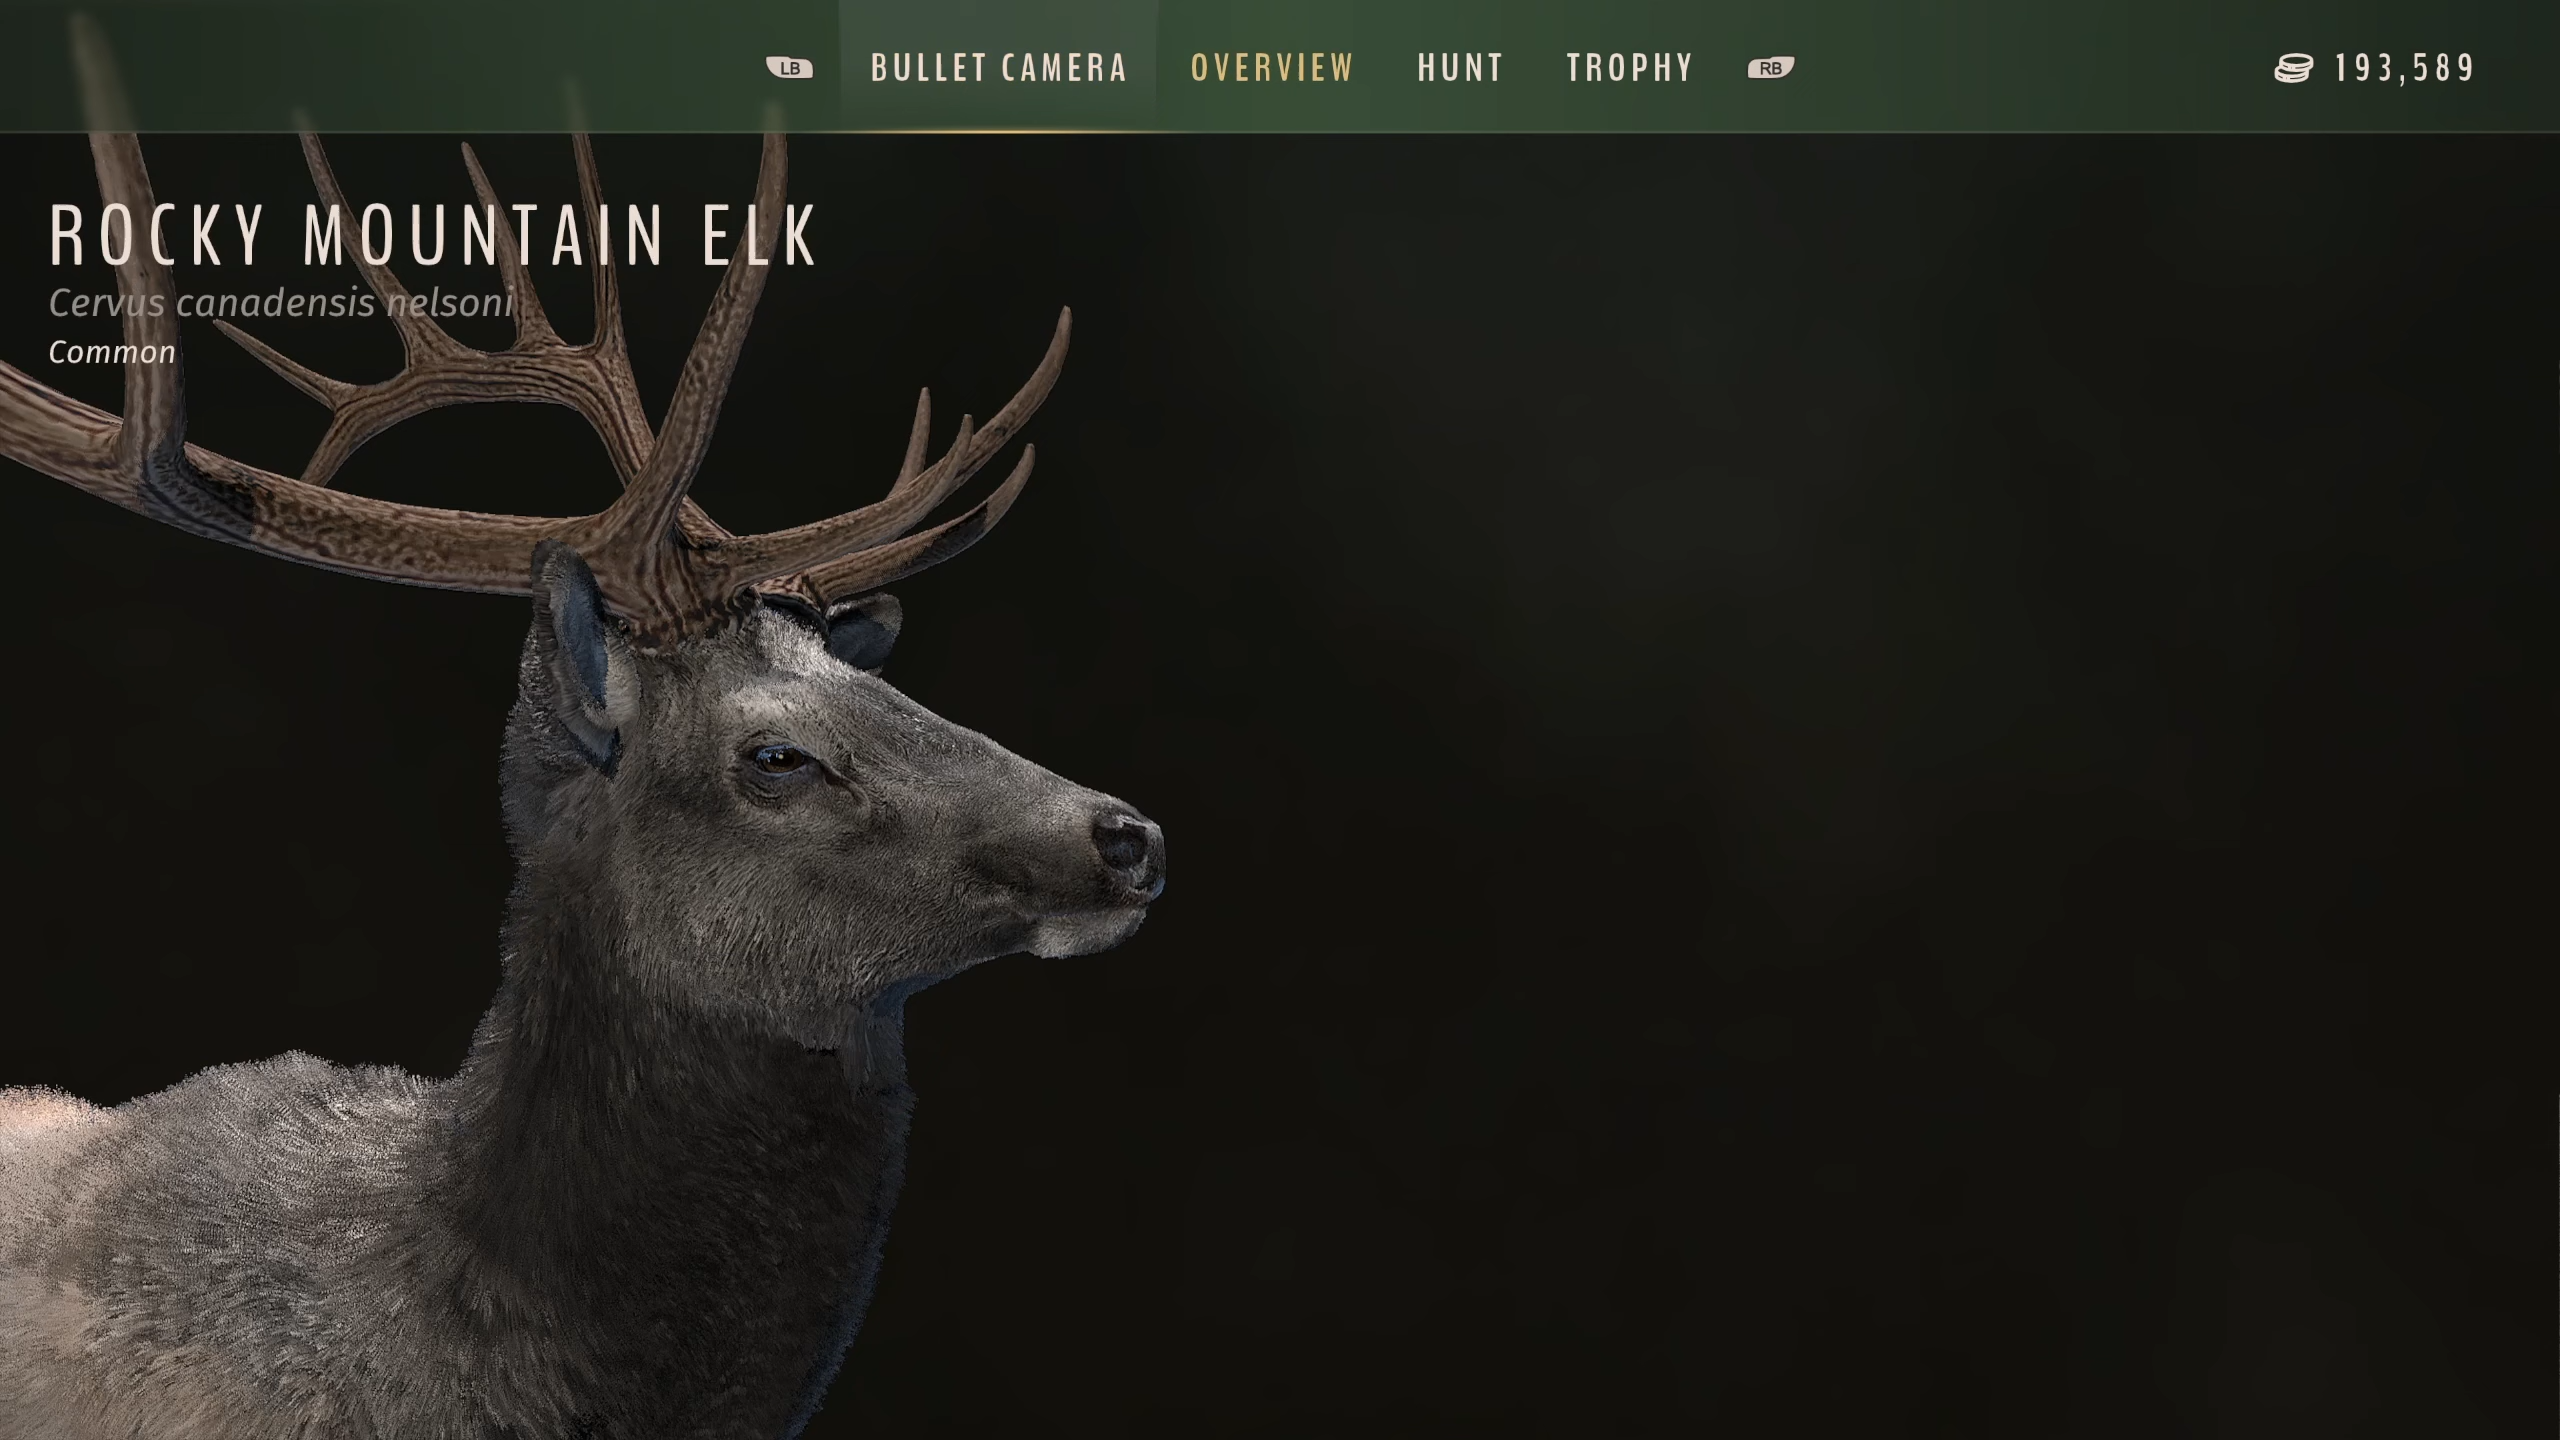 LB BULLET CAMERA OVERVIEW HUNT TROPHY RB 193,589
ROCKY MOUNTAIN ELK
Cervus canadensis nelsoni
Common